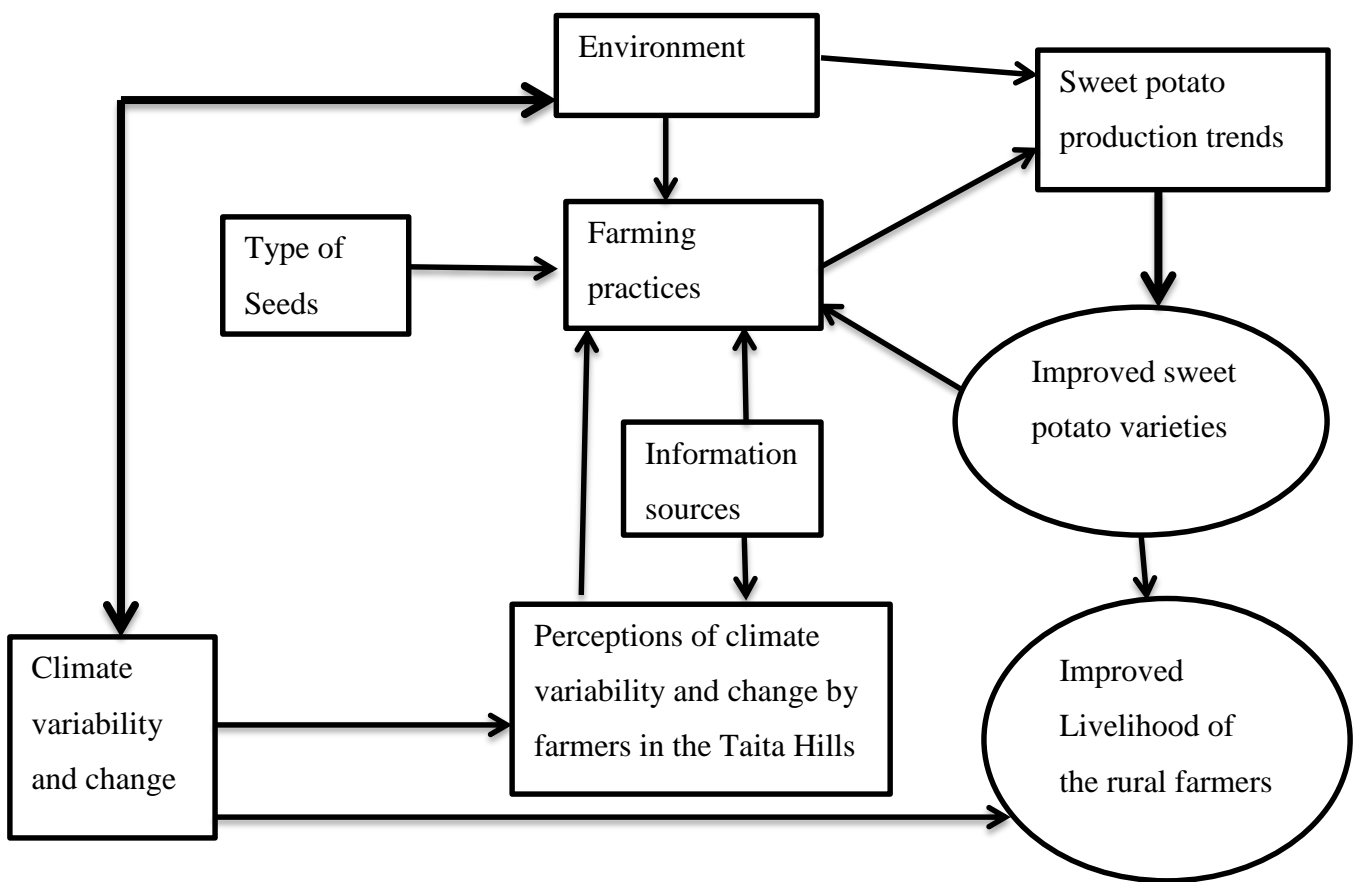 Environment
Sweet potato
production trends
Type of
Seeds
Farming
practices
Improved sweet
potato varieties
Information
sources
Climate
variability
and change
Perceptions of climate
variability and change by
farmers in the Taita Hills
Improved
Livelihood of
the rural farmers